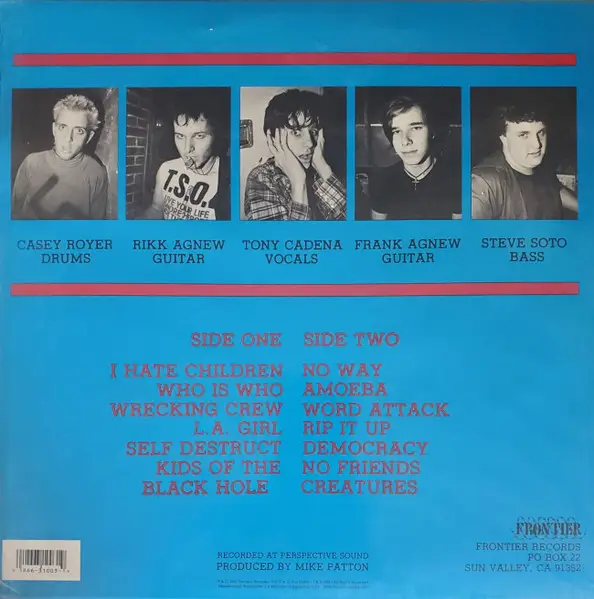 T.S.O.L.
CASEY ROYER
DRUMS
RIKK AGNEW
GUITAR
TONY CADENA
VOCALS
FRANK AGNEW
GUITAR
STEVE SOTO
BASS
SIDE ONE
I HATE CHILDREN
WHO IS WHO
WRECKING CREW
L.A. GIRL
SELF DESTRUCT
KIDS OF THE
BLACK HOLE
SIDE TWO
NO WAY
AMOEBA
WORD ATTACK
RIP IT UP
DEMOCRACY
NO FRIENDS
CREATURES
FRONTIER
FRONTIER RECORDS
PO BOX 22
SUN VALLEY, CA 91352
RECORDED AT PERSPECTIVE SOUND
PRODUCED BY MIKE PATTON